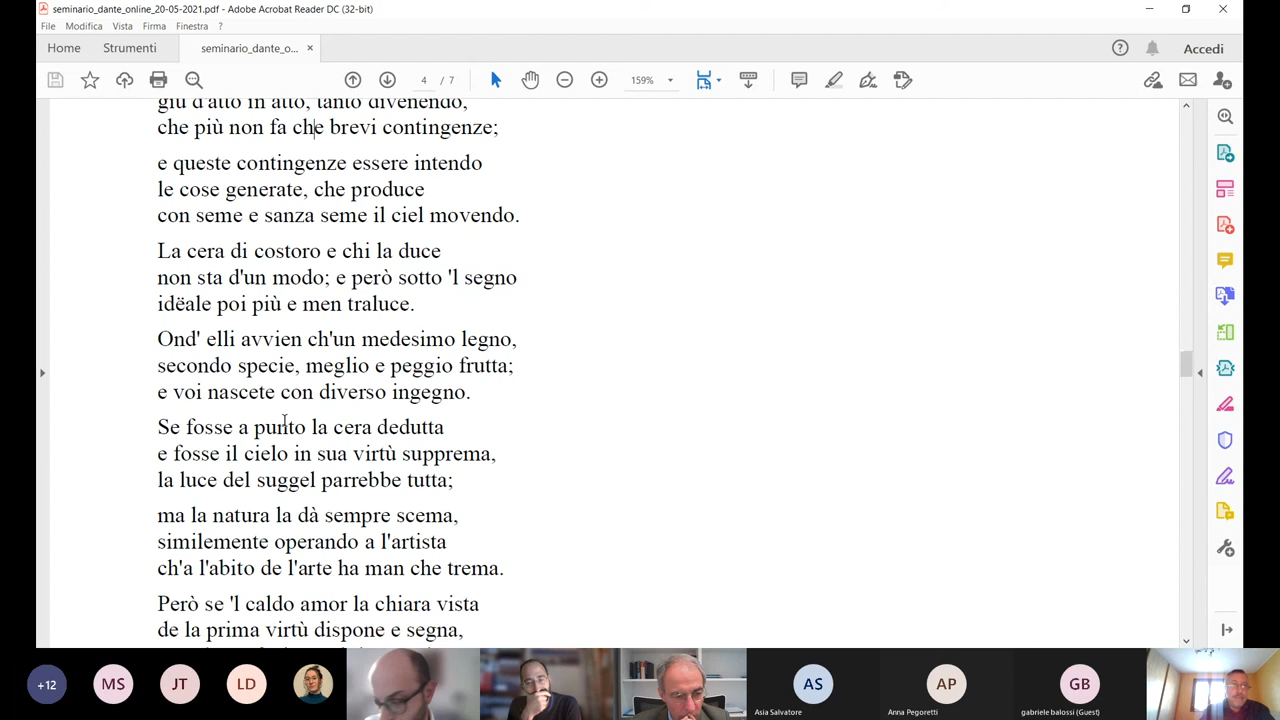 seminario_dante_online_20-05-2021.pdf - Adobe Acrobat Reader DC (32-bit)
File Modifica Vista Firma Finestra ?
Home Strumenti seminario_dante_o... × Accedi
4 / 7 159%
giù d'atto in atto, tanto divenendo,
che più non fa che brevi contingenze;
e queste contingenze essere intendo
le cose generate, che produce
con seme e sanza seme il ciel movendo.
La cera di costoro e chi la duce
non sta d'un modo; e però sotto 'l segno
idëale poi più e men traluce.
Ond' elli avvien ch'un medesimo legno,
secondo specie, meglio e peggio frutta;
e voi nascete con diverso ingegno.
Se fosse a punto la cera dedutta
e fosse il cielo in sua virtù supprema,
la luce del suggel parrebbe tutta;
ma la natura la dà sempre scema,
similemente operando a l'artista
ch'a l'abito de l'arte ha man che trema.
Però se 'l caldo amor la chiara vista
de la prima virtù dispone e segna,
+12 MS JT LD AS AP GB
Asia Salvatore Anna Pegoretti gabriele balossi (Guest)